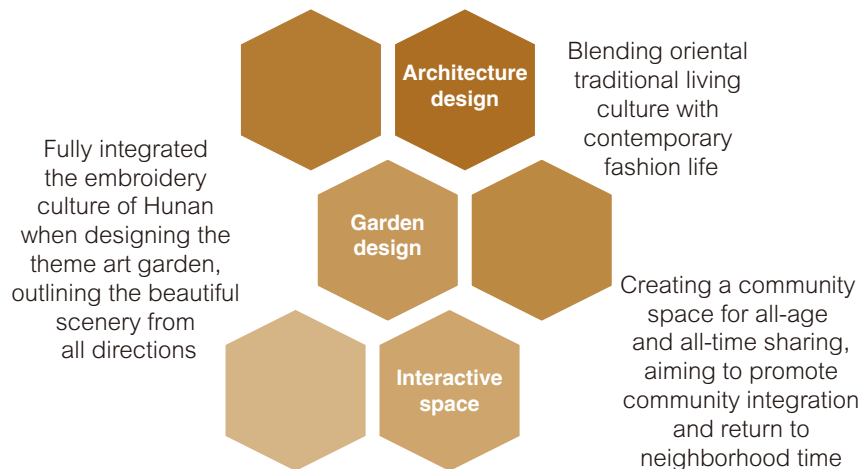 Architecture
design
Blending oriental
traditional living
culture with
contemporary
fashion life
Fully integrated
the embroidery
culture of Hunan
when designing the
theme art garden,
outlining the beautiful
scenery from
all directions
Garden
design
Interactive
space
Creating a community
space for all-age
and all-time sharing,
aiming to promote
community integration
and return to
neighborhood time